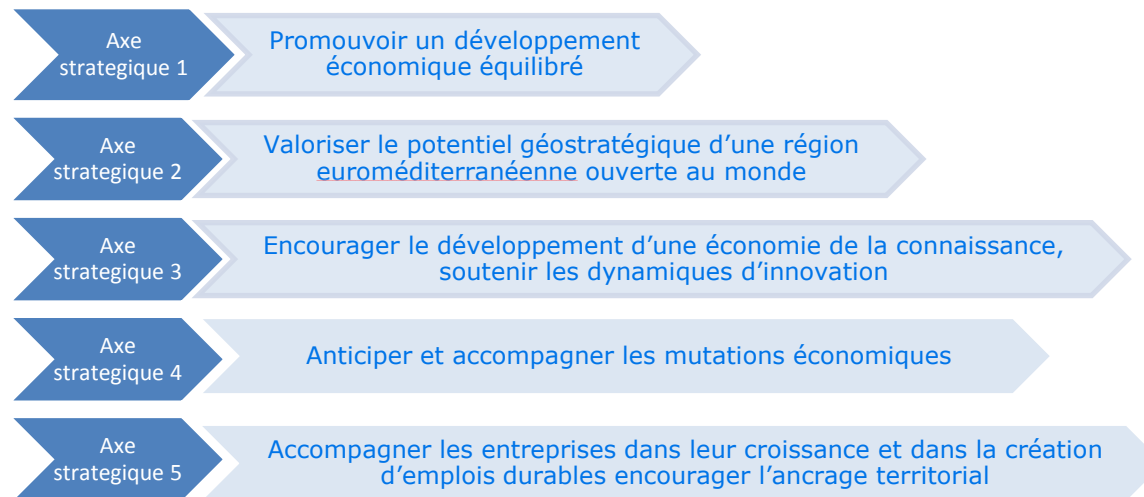 Axe
strategique 1
Promouvoir un développement
économique équilibré
Axe
strategique 2
Valoriser le potentiel géostratégique d’une région
euroméditerranéenne ouverte au monde
Axe
strategique 3
Encourager le développement d’une économie de la connaissance,
soutenir les dynamiques d’innovation
Axe
strategique 4
Anticiper et accompagner les mutations économiques
Axe
strategique 5
Accompagner les entreprises dans leur croissance et dans la création
d’emplois durables encourager l’ancrage territorial